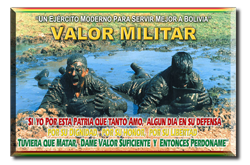 "UN EJERCITO MODERNO PARA SERVIR MEJOR A BOLIVIA"
VALOR MILITAR
"SI YO POR ESTA PATRIA QUE TANTO AMO, ALGUN DIA EN SU DEFENSA
TUVIERA QUE MATAR, DAME VALOR SUFICIENTE Y ENTONCES PERDONAME"